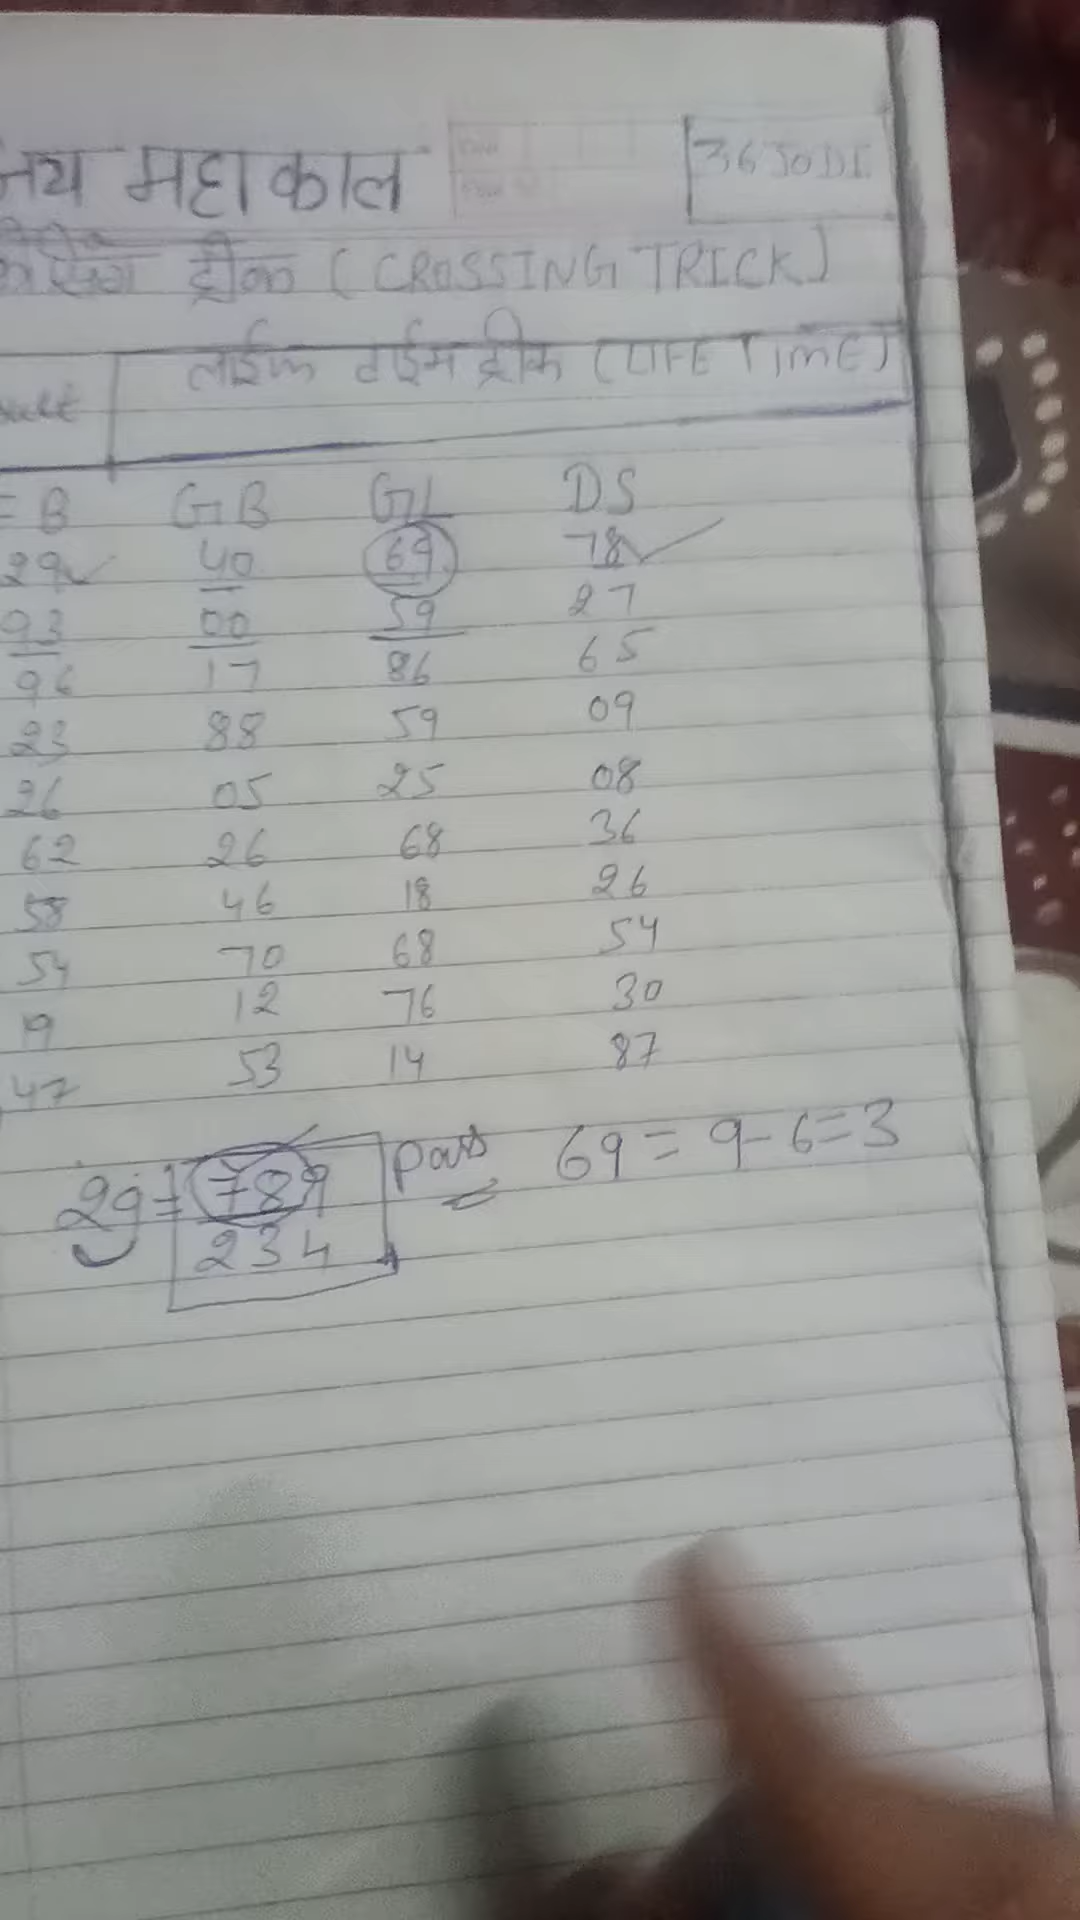 जय महाकाल
36 JODI
ट्रीक (CROSSING TRICK)
लाईफ टाईम ट्रीक (LIFE TIME)
FB GB GL DS
29 40 69 78
93 00 59 27
96 17 86 65
23 88 59 09
26 05 25 08
62 26 68 36
58 46 18 26
54 70 68 54
19 12 76 30
47 53 14 87
29 = 789 pass 69 = 9-6=3
234